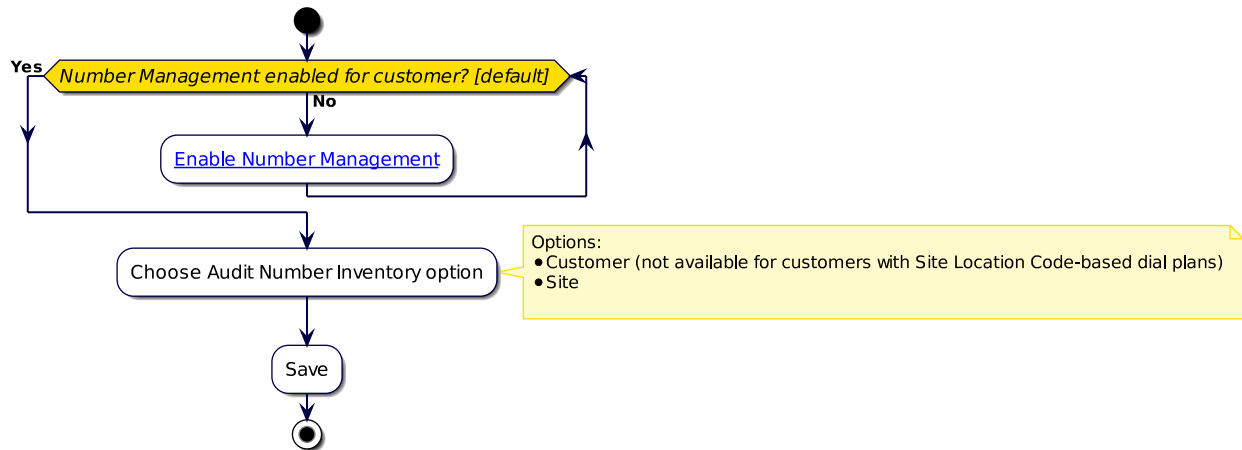 Yes
Number Management enabled for customer? [default]
No
Enable Number Management
Options:
•Customer (not available for customers with Site Location Code-based dial plans)
•Site
Choose Audit Number Inventory option
Save